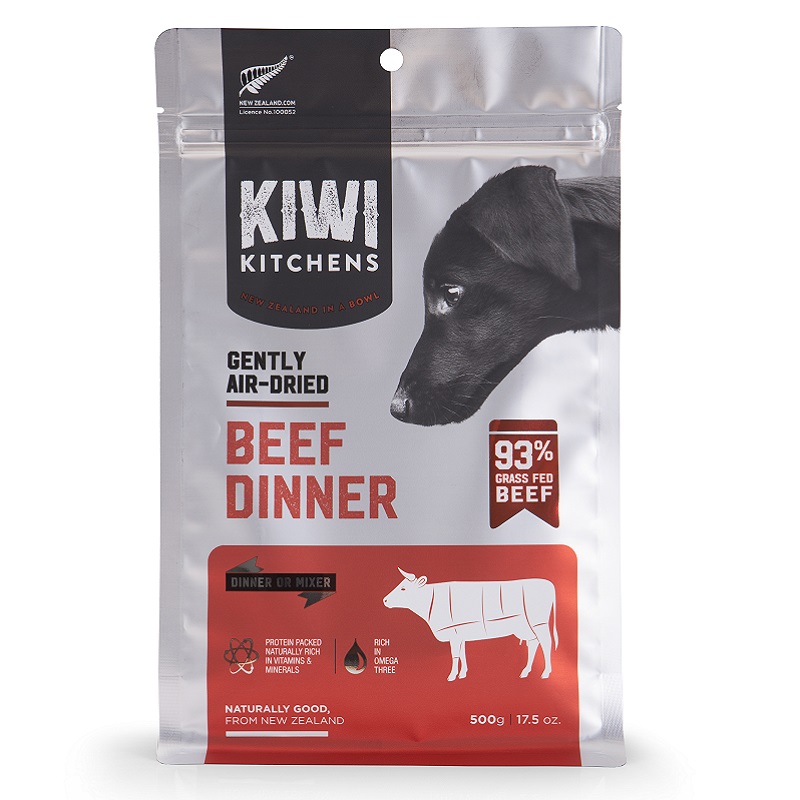 NEW ZEALAND.COM
Licence No.100852
KIWI
KITCHENS
NEW ZEALAND IN A BOWL
GENTLY
AIR-DRIED
BEEF
DINNER
93%
GRASS FED
BEEF
DINNER OR MIXER
PROTEIN PACKED
NATURALLY RICH
IN VITAMINS &
MINERALS
RICH
IN
OMEGA
THREE
NATURALLY GOOD,
FROM NEW ZEALAND
500g | 17.5 oz.